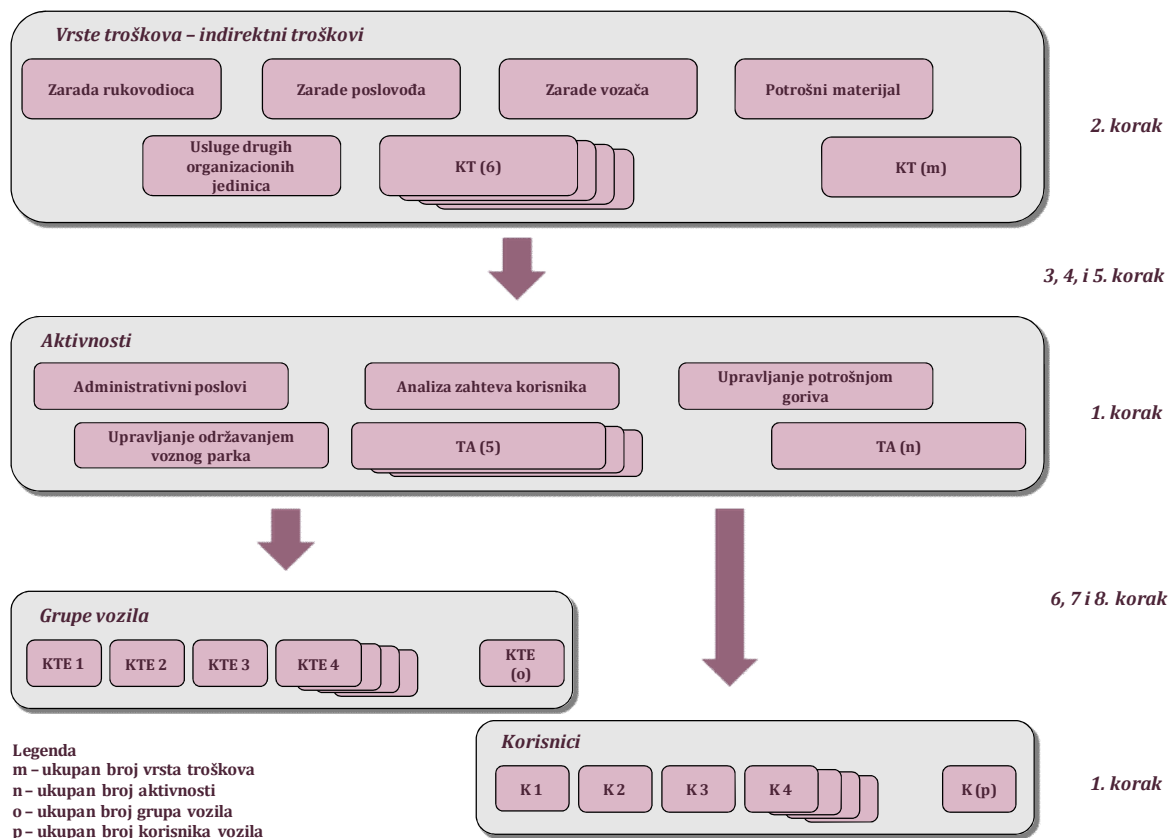 Vrste troškova – indirektni troškovi
Zarada rukovodioca
Zarade poslovođa
Zarade vozača
Potrošni materijal
2. korak
Usluge drugih
organizacionih
jedinica
KT (6)
KT (m)
3, 4, i 5. korak
Aktivnosti
Administrativni poslovi
Analiza zahteva korisnika
Upravljanje potrošnjom
goriva
1. korak
Upravljanje održavanjem
voznog parka
TA (5)
TA (n)
6, 7 i 8. korak
Grupe vozila
KTE 1
KTE 2
KTE 3
KTE 4
KTE
(o)
Korisnici
K 1
K 2
K 3
K 4
K (p)
1. korak
Legenda
m – ukupan broj vrsta troškova
n – ukupan broj aktivnosti
o – ukupan broj grupa vozila
p – ukupan broj korisnika vozila